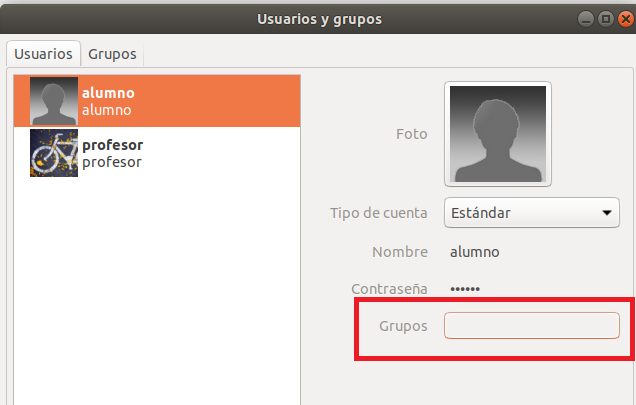 Usuarios y grupos
Usuarios Grupos
alumno
alumno
profesor
profesor
Foto
Tipo de cuenta Estándar
Nombre alumno
Contraseña ••••••
Grupos